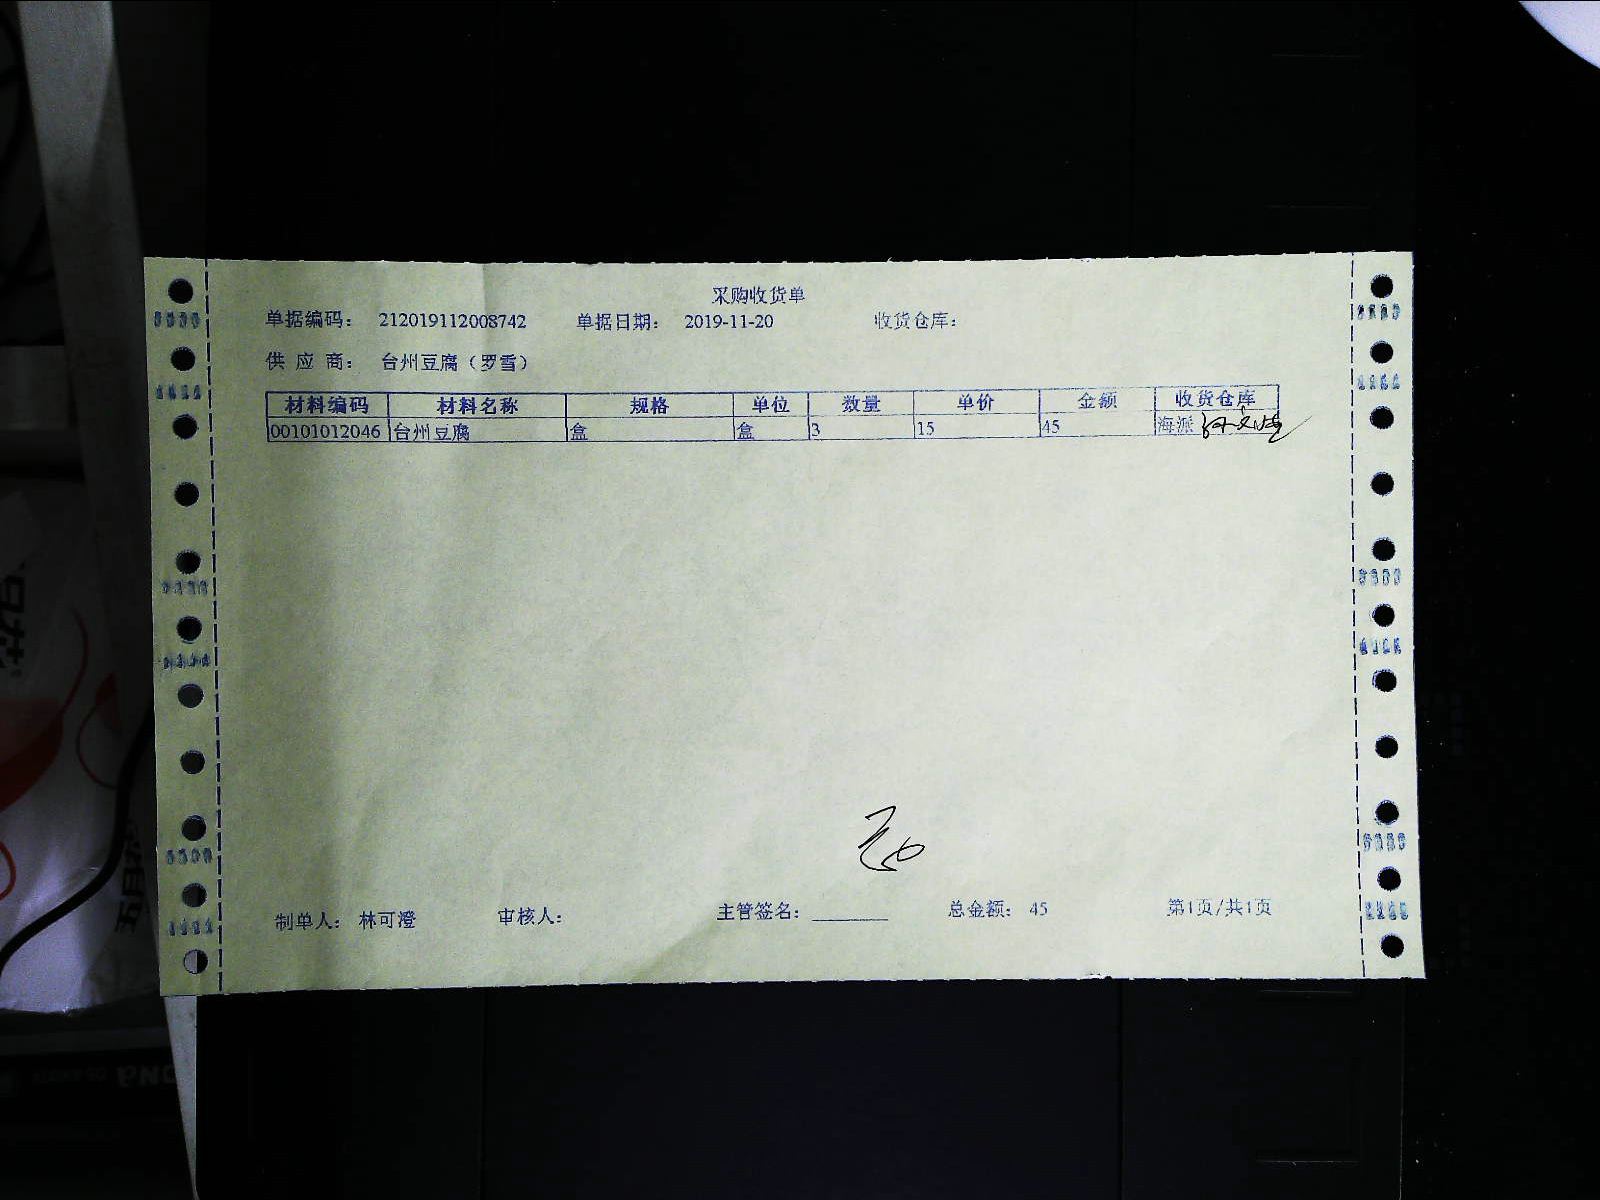 采购收货单
单据编码： 212019112008742 单据日期： 2019-11-20 收货仓库：
供 应 商： 台州豆腐（罗雪）
材料编码 材料名称 规格 单位 数量 单价 金额 收货仓库
00101012046 台州豆腐 盒 盒 3 15 45 海派
制单人： 林可澄 审核人： 主管签名： ________ 总金额： 45 第1页/共1页